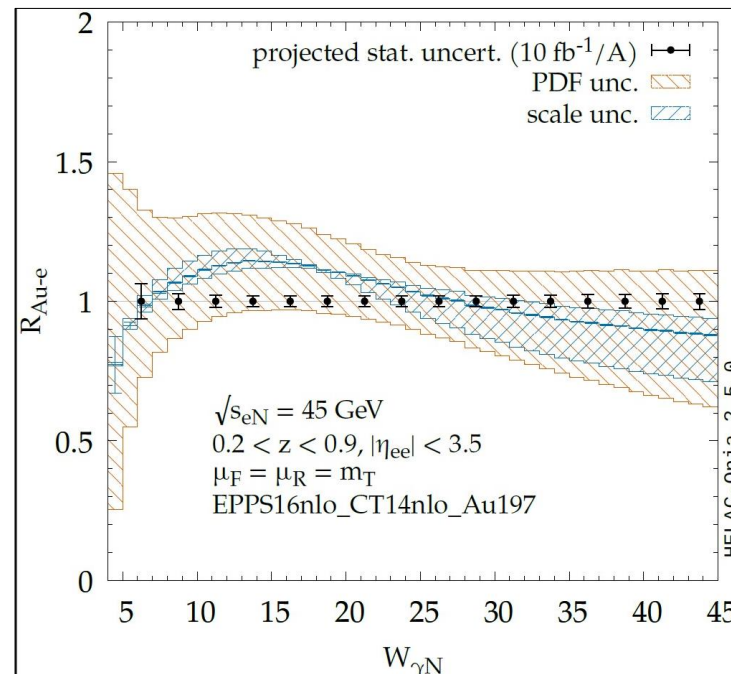 projected stat. uncert. (10 fb⁻¹/A)
PDF unc.
scale unc.
2
1.5
1
0.5
0
R_Au-e
√s_eN = 45 GeV
0.2 < z < 0.9, |η_ee| < 3.5
μ_F = μ_R = m_T
EPPS16nlo_CT14nlo_Au197
5 10 15 20 25 30 35 40 45
W_γN